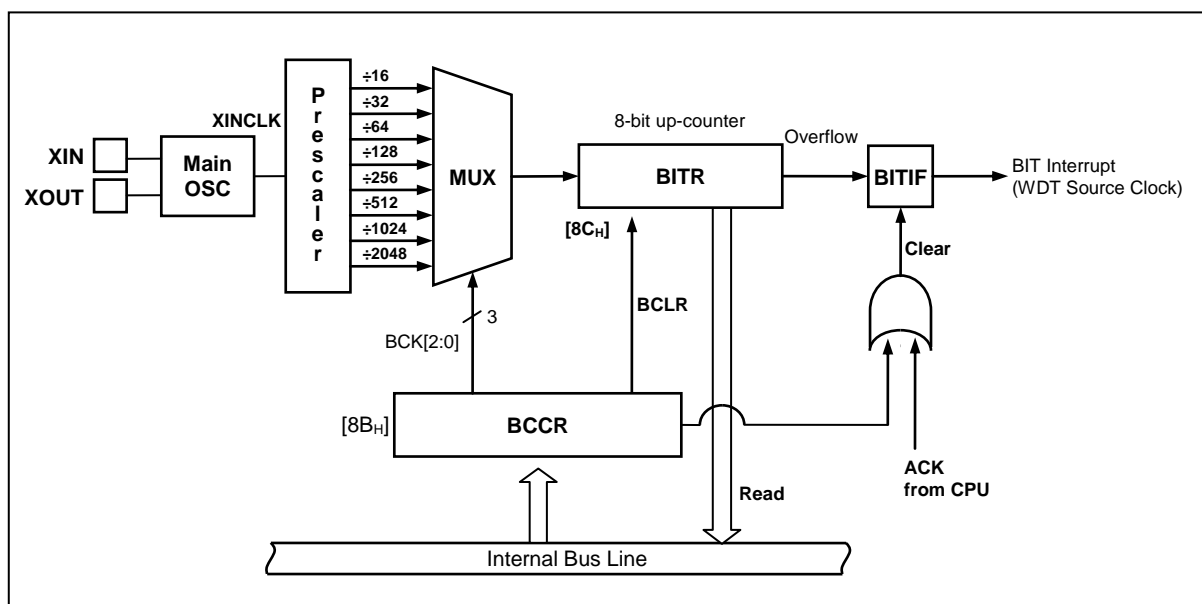 ÷16
÷32
÷64
÷128
÷256
÷512
÷1024
÷2048
XINCLK
Prescaler
XIN
XOUT
Main
OSC
MUX
8-bit up-counter
BITR
[8CH]
Overflow
BITIF
BIT Interrupt
(WDT Source Clock)
Clear
BCLR
3
BCK[2:0]
[8BH]
BCCR
ACK
from CPU
Read
Internal Bus Line